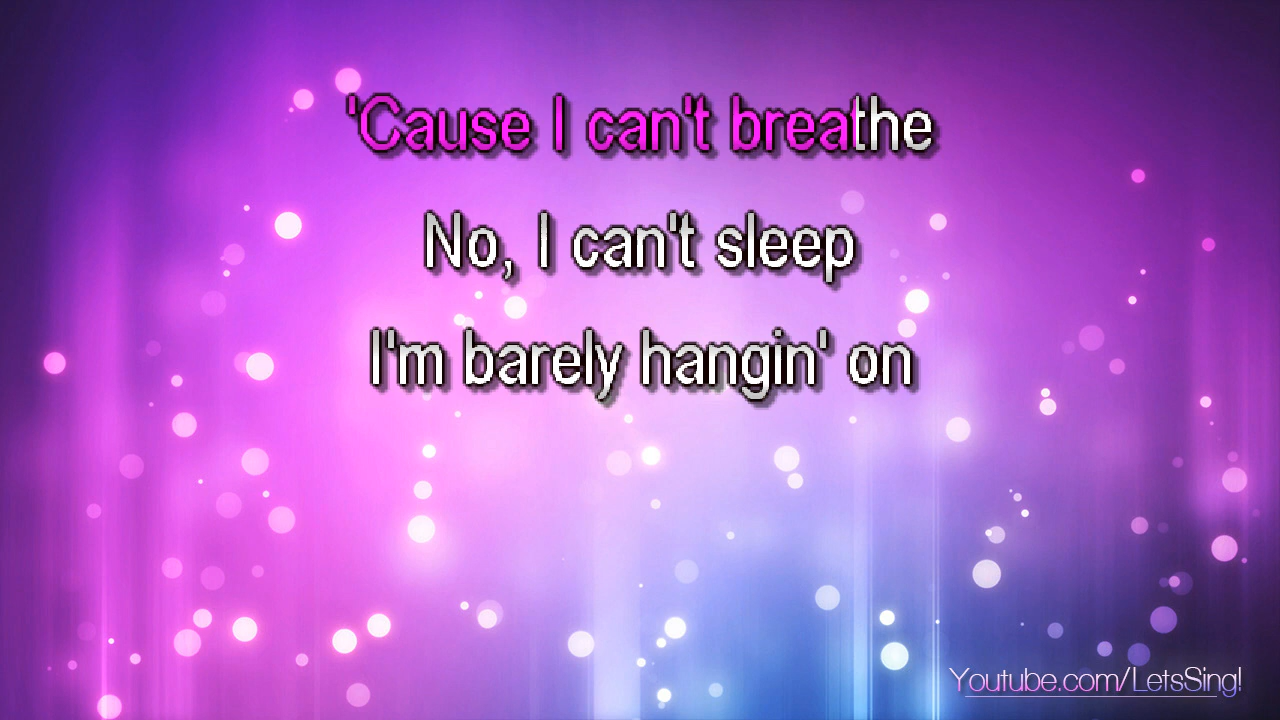 'Cause I can't breathe
No, I can't sleep
I'm barely hangin' on
Youtube.com/LetsSing!